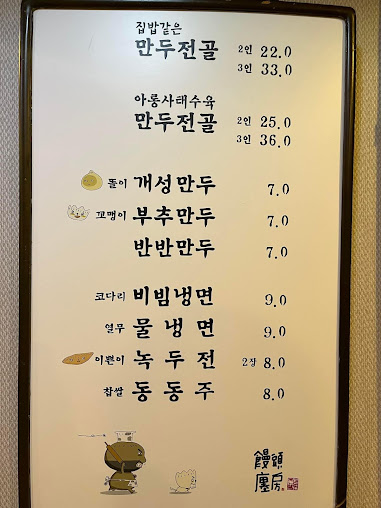 집밥같은
만두전골 2인 22.0
3인 33.0
아롱사태수육
만두전골 2인 25.0
3인 36.0
돌이 개성만두 7.0
꼬맹이 부추만두 7.0
반반만두 7.0
코다리 비빔냉면 9.0
열무 물냉면 9.0
이쁜이 녹두전 2장 8.0
찹쌀 동동주 8.0
饅頭
房